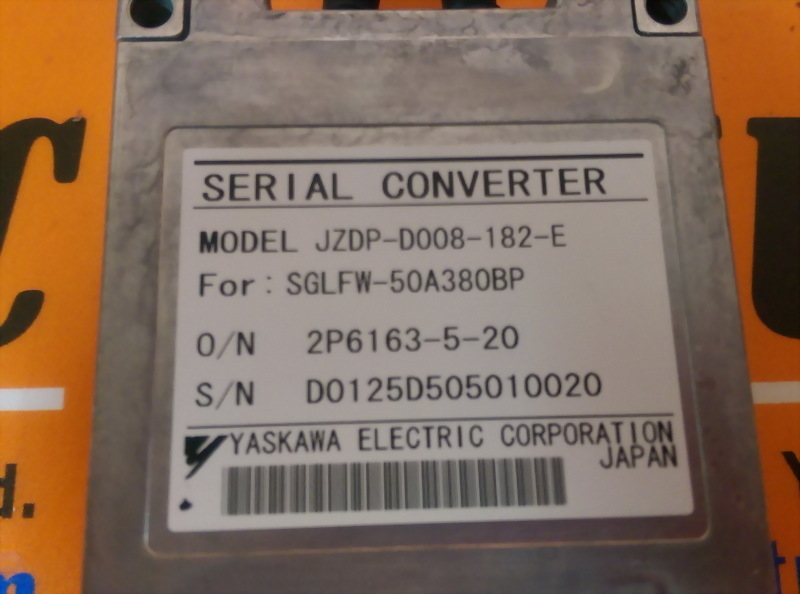 SERIAL CONVERTER
MODEL JZDP-D008-182-E
For : SGLFW-50A380BP
O/N 2P6163-5-20
S/N D0125D505010020
YASKAWA ELECTRIC CORPORATION
JAPAN
d.